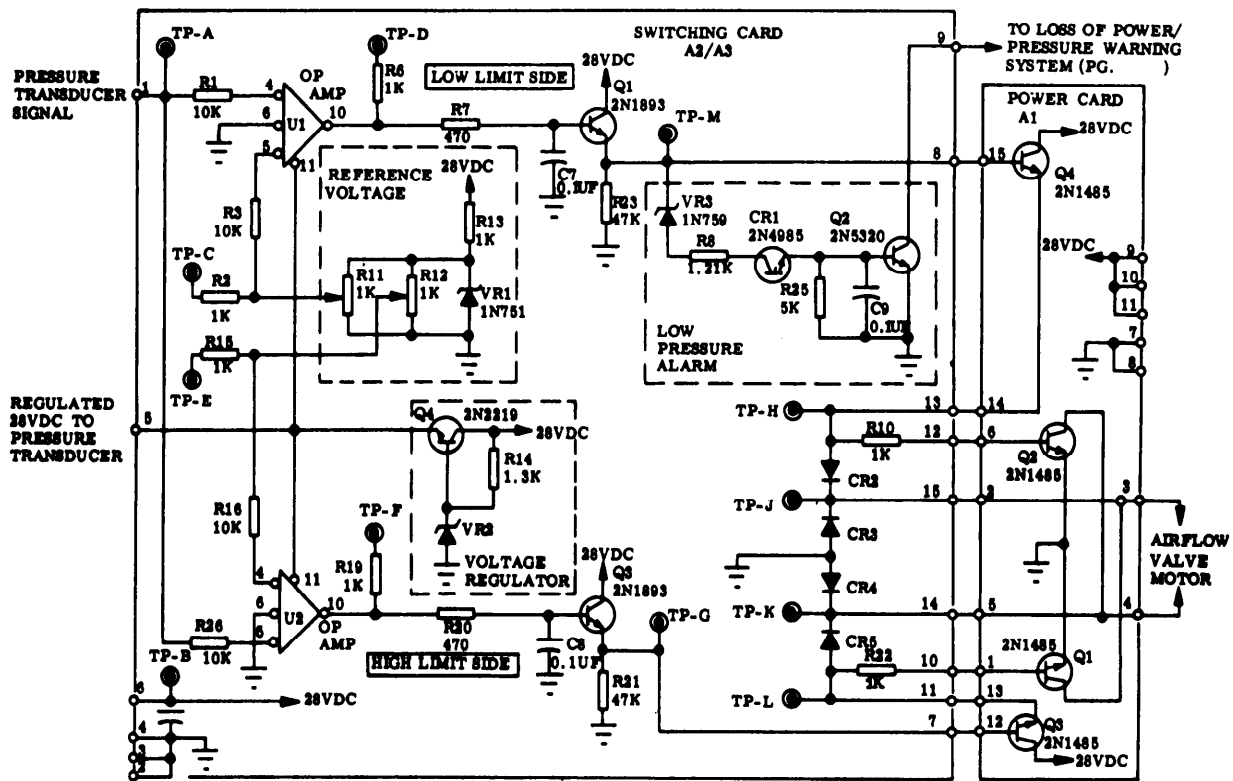 TP-A
TP-D
SWITCHING CARD
A2/A3
9
TO LOSS OF POWER/
PRESSURE WARNING
SYSTEM (PG.      )
PRESSURE
TRANSDUCER
SIGNAL
1
R1
10K
OP
AMP
4
6
5
U1
10
11
R6
1K
LOW LIMIT SIDE
R7
470
28VDC
Q1
2N1893
C7
0.1UF
TP-M
8
R23
47K
POWER CARD
A1
28VDC
15
Q4
2N1485
REFERENCE
VOLTAGE
28VDC
R13
1K
R11
1K
R12
1K
VR1
1N751
R3
10K
TP-C
R2
1K
R15
1K
TP-E
VR3
1N759
R8
1.21K
CR1
2N4985
Q2
2N5320
R25
5K
C9
0.1UF
LOW
PRESSURE
ALARM
28VDC
9
10
11
7
8
REGULATED
28VDC TO
PRESSURE
TRANSDUCER
5
Q4
2N2219
28VDC
R14
1.3K
VR2
VOLTAGE
REGULATOR
TP-H
13
14
R10
1K
12
6
Q2
2N1485
CR2
TP-J
15
2
3
CR3
AIRFLOW
VALVE
MOTOR
CR4
TP-K
14
5
4
CR5
R22
1K
10
1
2N1485
Q1
TP-L
11
13
7
12
Q3
2N1485
28VDC
R16
10K
TP-F
R19
1K
4
11
6
U2
10
OP
AMP
R26
10K
R20
470
HIGH LIMIT SIDE
28VDC
Q3
2N1893
C8
0.1UF
TP-G
R21
47K
TP-B
6
28VDC
4
3
2